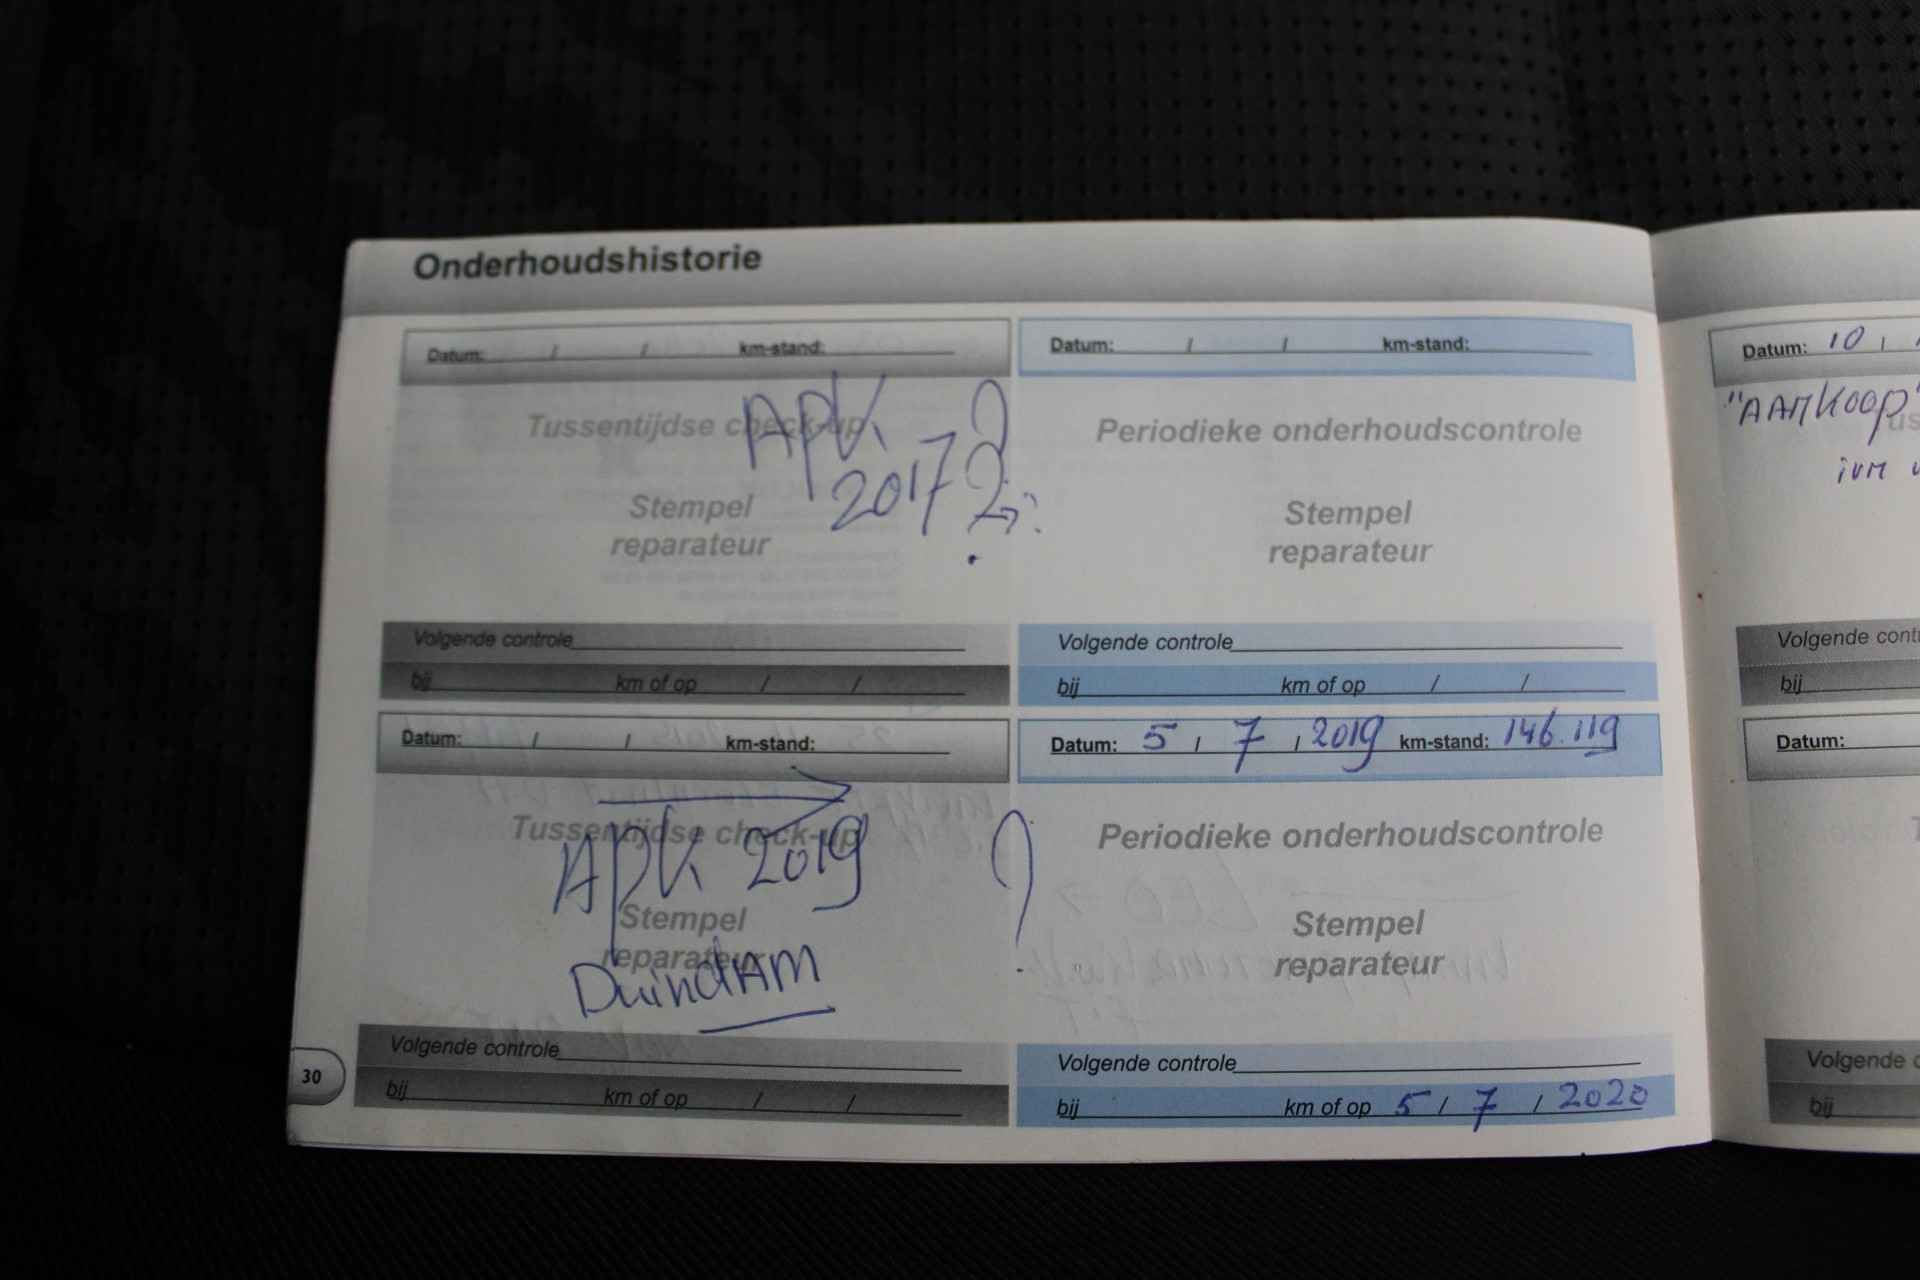 Onderhoudshistorie
Datum: / / km-stand:
Tussentijdse check-up
APK ?
2017 ?
Stempel
reparateur
Volgende controle
bij km of op / /
Datum: / / km-stand:
Periodieke onderhoudscontrole
Stempel
reparateur
Volgende controle
bij km of op / /
Datum: / / km-stand:
Tussentijdse check-up
APK 2019 ?
Stempel
reparateur
DuindAM
Volgende controle
bij km of op / /
Datum: 5 / 7 / 2019 km-stand: 146.119
Periodieke onderhoudscontrole
Stempel
reparateur
Volgende controle
bij km of op 5 / 7 / 2020
30
Datum: 10 /
"AANKoop"
ivm
Volgende
bij
Datum:
Volgende
bij